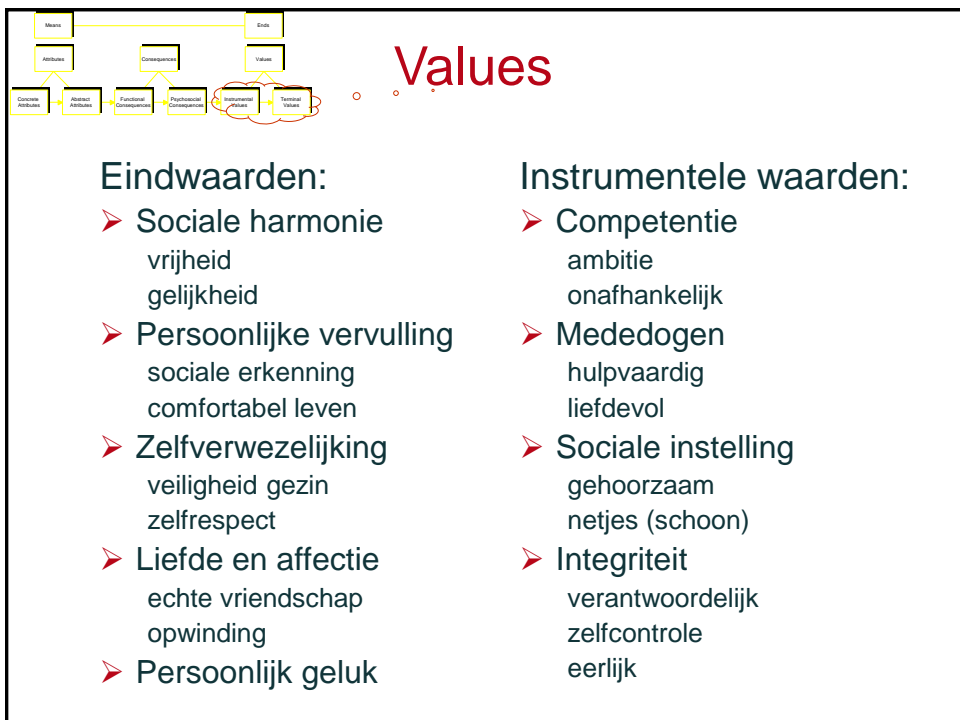 Means
Ends
Attributes
Consequences
Values
Concrete
Attributes
Abstract
Attributes
Functional
Consequences
Psychosocial
Consequences
Instrumental
Values
Terminal
Values
Values
Eindwaarden:
Sociale harmonie
vrijheid
gelijkheid
Persoonlijke vervulling
sociale erkenning
comfortabel leven
Zelfverwezelijking
veiligheid gezin
zelfrespect
Liefde en affectie
echte vriendschap
opwinding
Persoonlijk geluk
Instrumentele waarden:
Competentie
ambitie
onafhankelijk
Mededogen
hulpvaardig
liefdevol
Sociale instelling
gehoorzaam
netjes (schoon)
Integriteit
verantwoordelijk
zelfcontrole
eerlijk